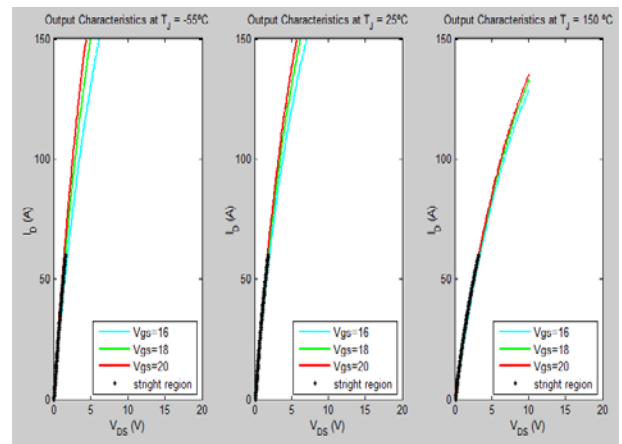 Output Characteristics at T_J = -55ºC
150
100
50
0
I_D (A)
0 5 10 15 20
V_DS (V)
Vgs=16
Vgs=18
Vgs=20
stright region
Output Characteristics at T_J = 25ºC
150
100
50
0
I_D (A)
0 5 10 15 20
V_DS (V)
Vgs=16
Vgs=18
Vgs=20
stright region
Output Characteristics at T_J = 150 ºC
150
100
50
0
I_D (A)
0 5 10 15 20
V_DS (V)
Vgs=16
Vgs=18
Vgs=20
stright region